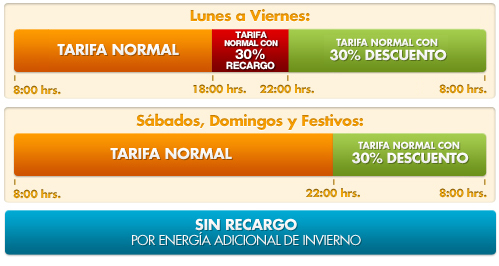 Lunes a Viernes:
TARIFA NORMAL
TARIFA
NORMAL CON
30%
RECARGO
TARIFA NORMAL CON
30% DESCUENTO
8:00 hrs.
18:00 hrs.
22:00 hrs.
8:00 hrs.
Sábados, Domingos y Festivos:
TARIFA NORMAL
TARIFA NORMAL CON
30% DESCUENTO
8:00 hrs.
22:00 hrs.
8:00 hrs.
SIN RECARGO
POR ENERGÍA ADICIONAL DE INVIERNO